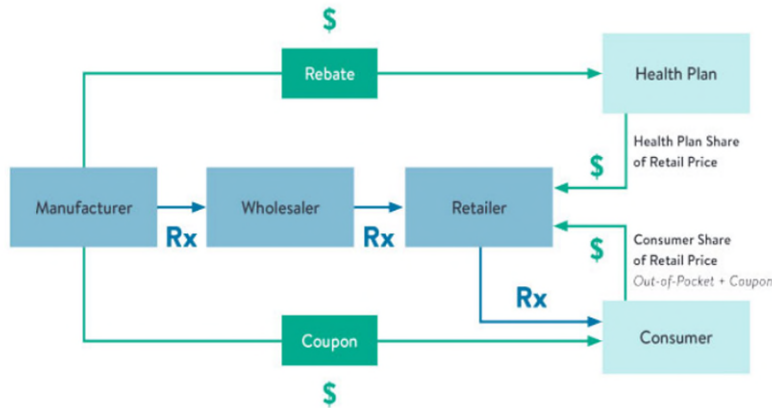 $
Rebate
Health Plan
Health Plan Share
of Retail Price
$
Manufacturer
Wholesaler
Retailer
Rx
Rx
$
Consumer Share
of Retail Price
Out-of-Pocket + Coupon
Rx
Coupon
Consumer
$